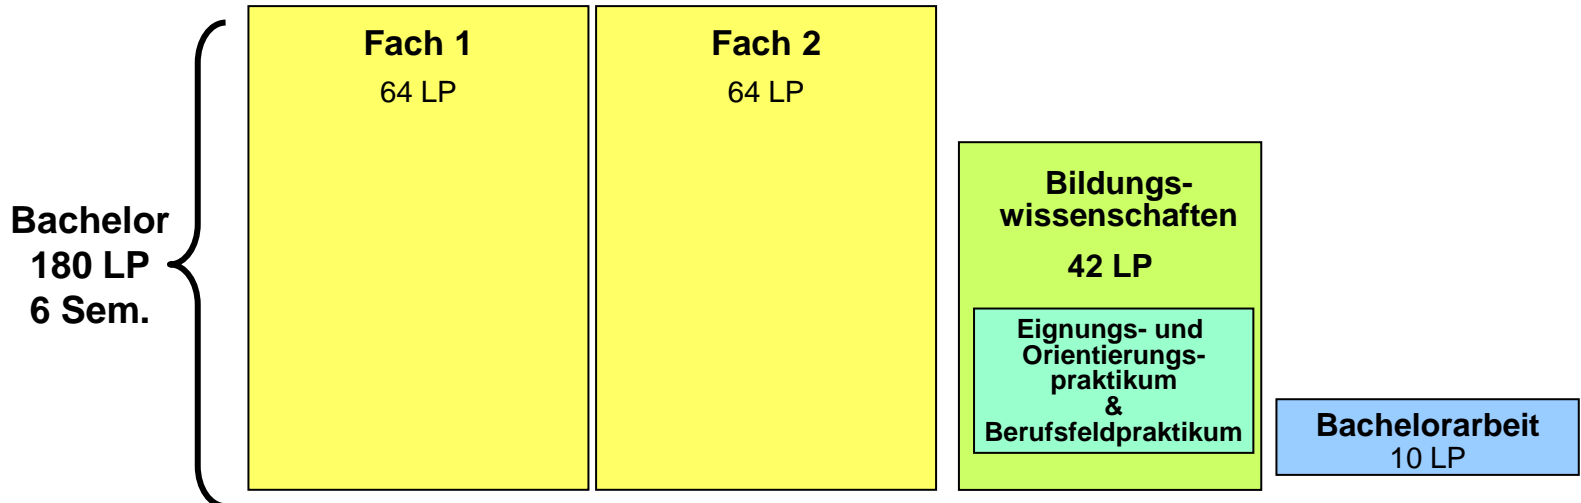 Bachelor
180 LP
6 Sem.
Fach 1
64 LP
Fach 2
64 LP
Bildungs-
wissenschaften
42 LP
Eignungs- und
Orientierungs-
praktikum
&
Berufsfeldpraktikum
Bachelorarbeit
10 LP